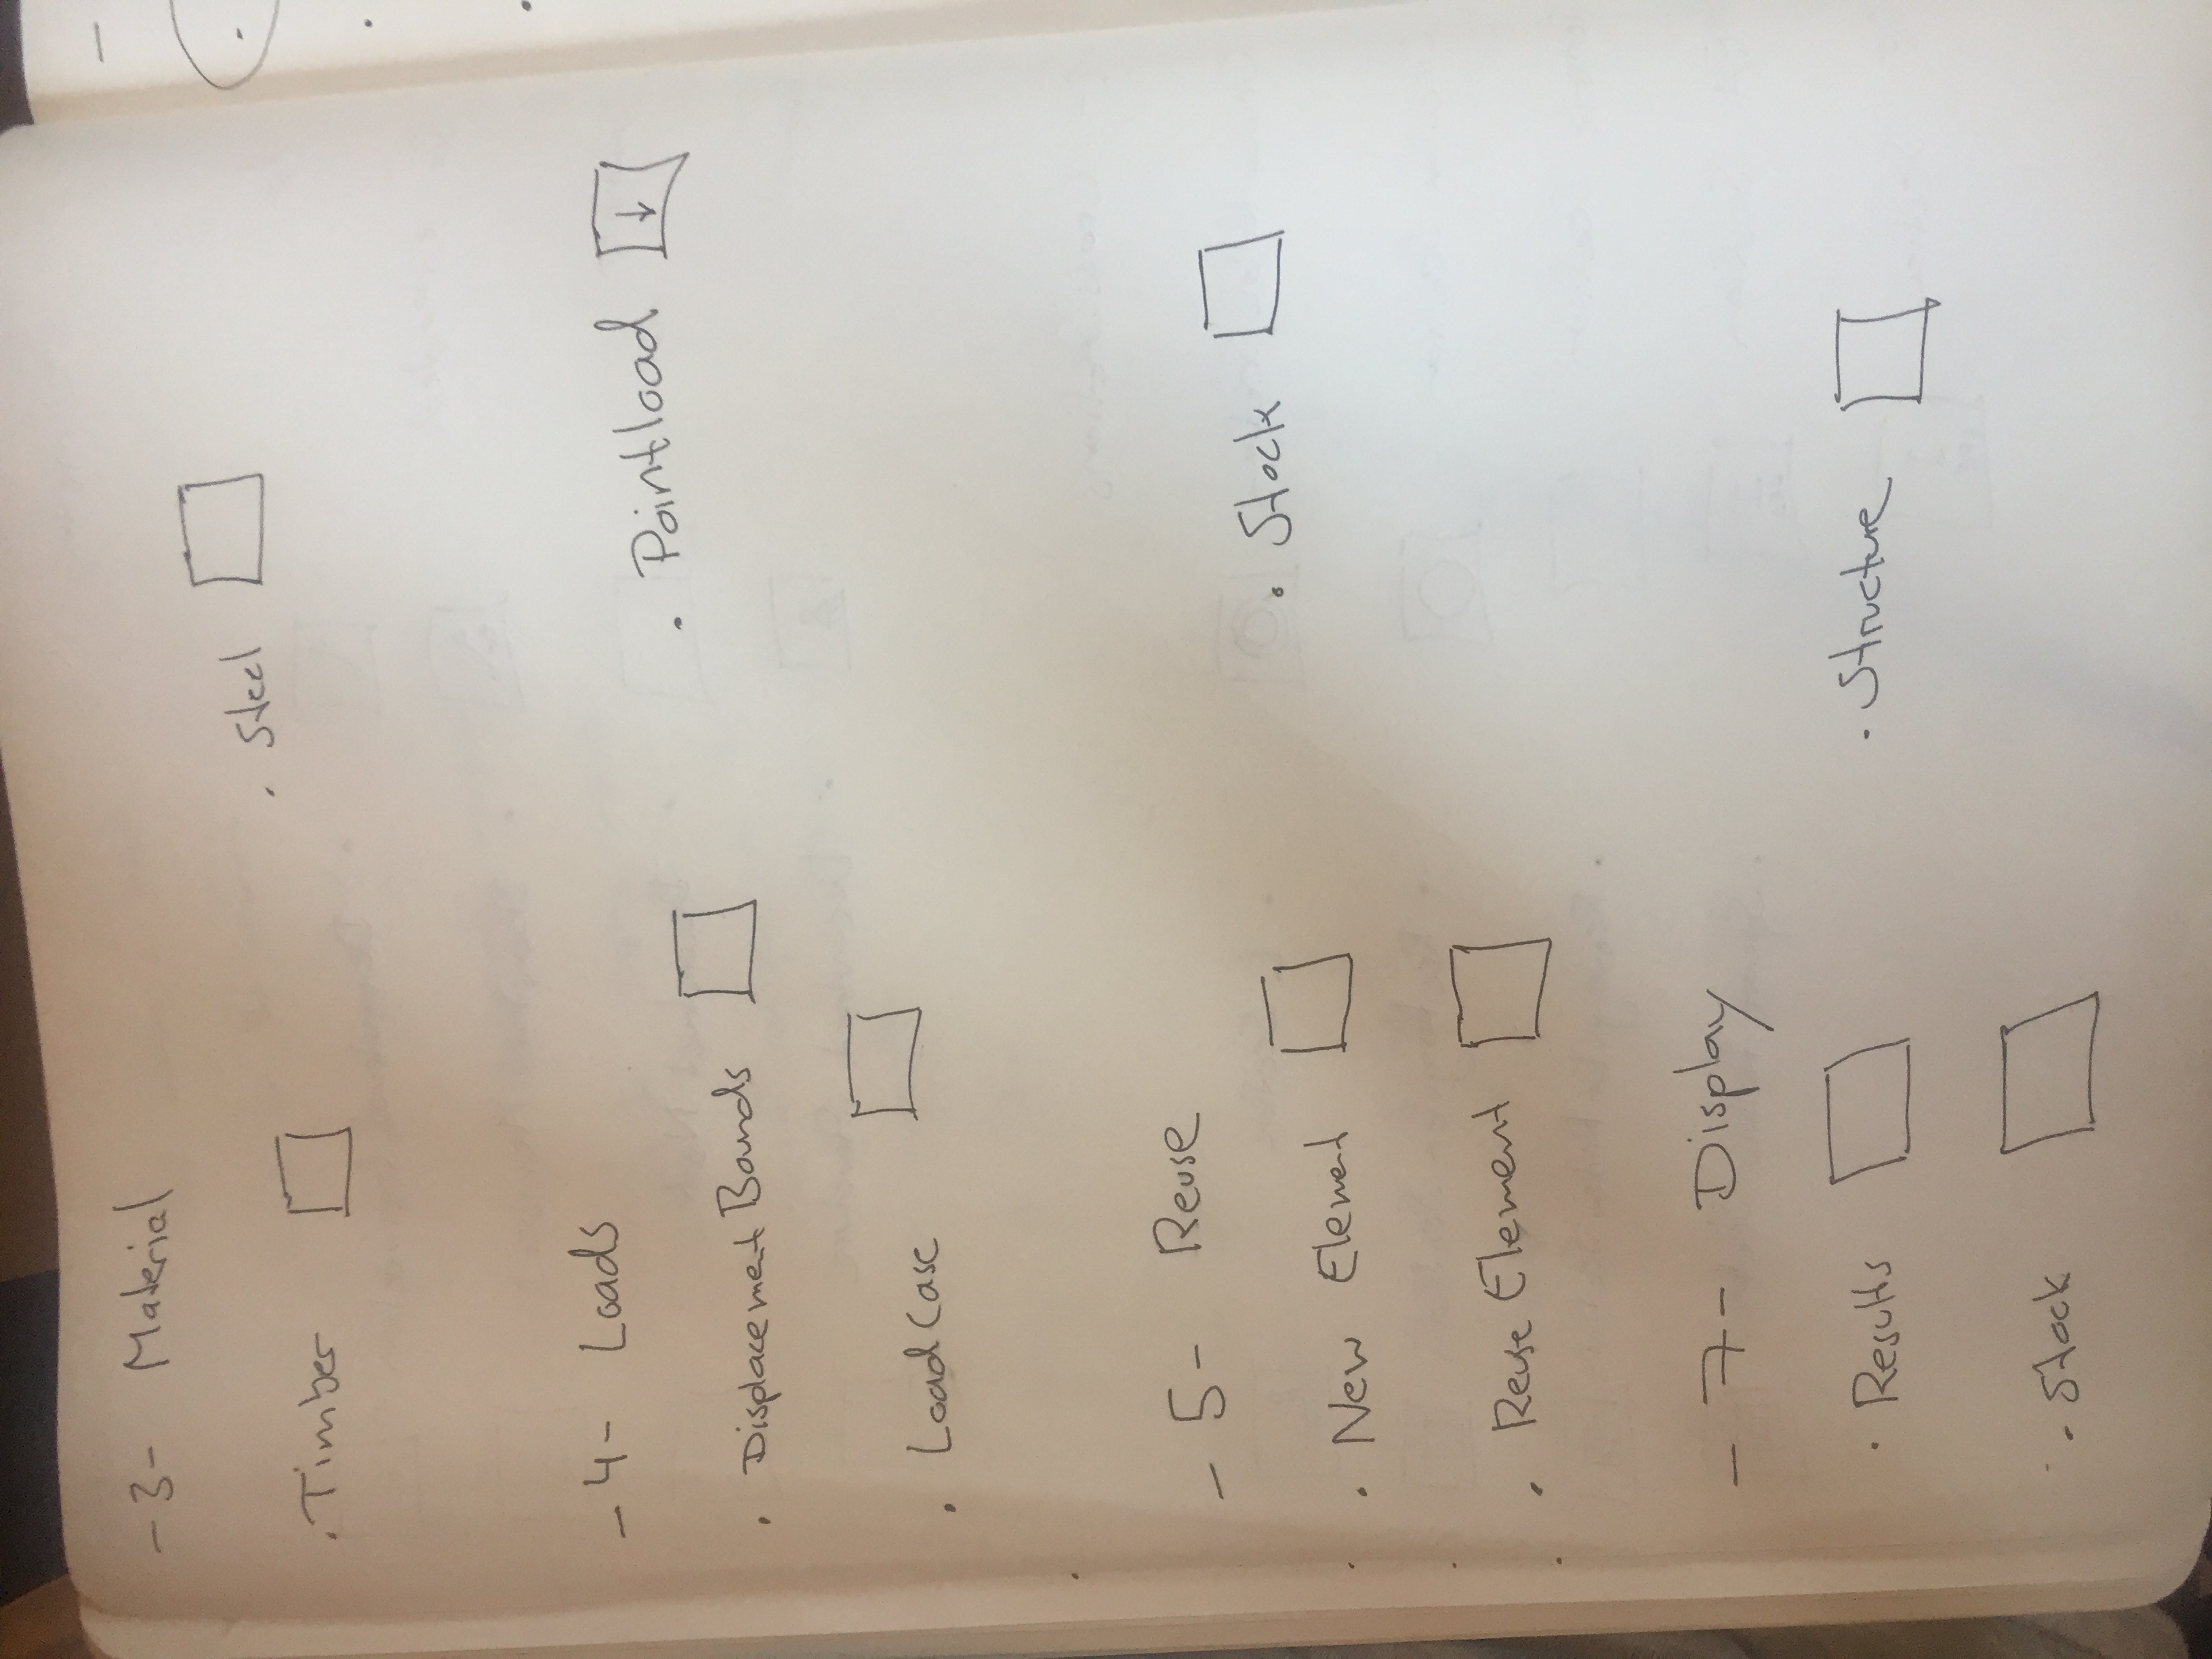 -3- Material
. Timber
. Steel
-4- Loads
. Displacement Bounds
. Pointload ↓
. Load Case
-5- Reuse
. New Element
. Stock
. Reuse Element
-7- Display
. Results
. Structure
. Stock